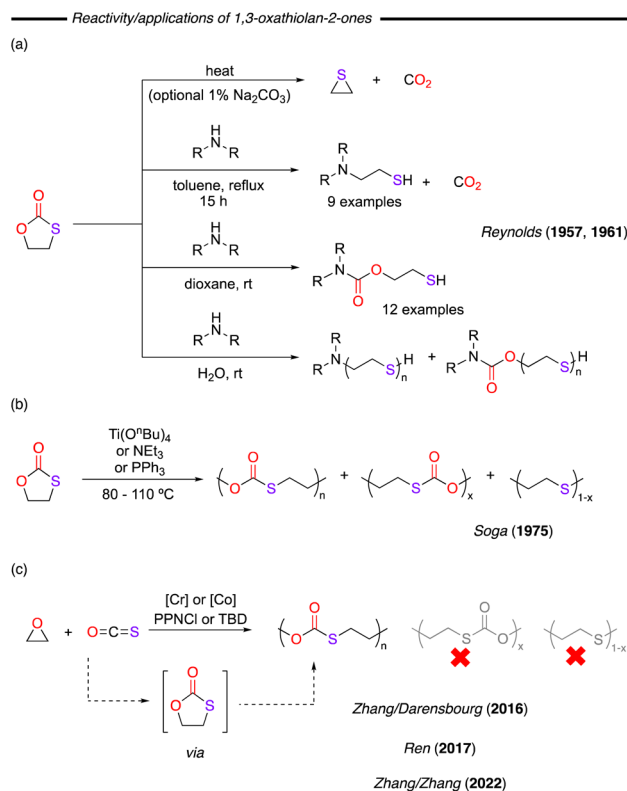 Reactivity/applications of 1,3-oxathiolan-2-ones
(a)
heat
(optional 1% Na₂CO₃)
S
+ CO₂
H
N
R R
toluene, reflux
15 h
R
R N SH + CO₂
9 examples
Reynolds (1957, 1961)
O
O S
H
N
R R
dioxane, rt
R
R N O SH
O
12 examples
H
N
R R
H₂O, rt
R
R N ( S ) H
n
+
R
R N O ( S ) H
O n
(b)
O
O S
Ti(OⁿBu)₄
or NEt₃
or PPh₃
80 - 110 ºC
O
( O S ) n
+
O
( S O ) x
+
( S ) 1-x
Soga (1975)
(c)
O
+
O=C=S
[Cr] or [Co]
PPNCl or TBD
O
( O S ) n
O
( S O ) x
( S ) 1-x
O
O S
via
Zhang/Darensbourg (2016)
Ren (2017)
Zhang/Zhang (2022)